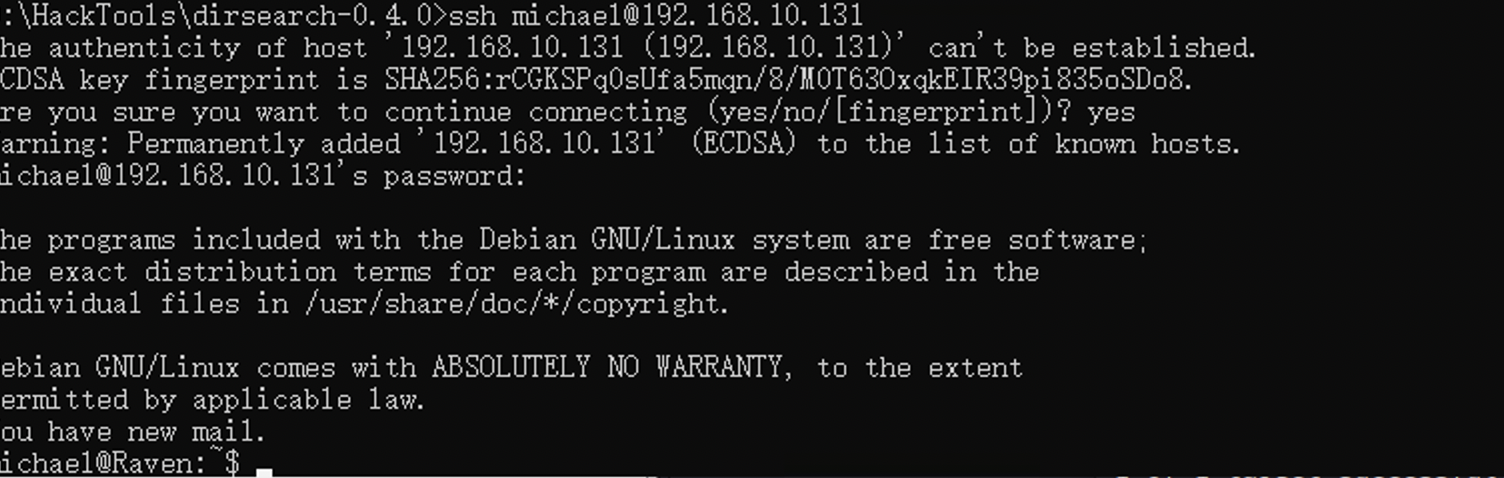 :\HackTools\dirsearch-0.4.0>ssh michael@192.168.10.131
he authenticity of host '192.168.10.131 (192.168.10.131)' can't be established.
CDSA key fingerprint is SHA256:rCGKSPq0sUfa5mqn/8/M0T63OxqkEIR39pi835oSDo8.
re you sure you want to continue connecting (yes/no/[fingerprint])? yes
arning: Permanently added '192.168.10.131' (ECDSA) to the list of known hosts.
ichael@192.168.10.131's password:
he programs included with the Debian GNU/Linux system are free software;
he exact distribution terms for each program are described in the
ndividual files in /usr/share/doc/*/copyright.
ebian GNU/Linux comes with ABSOLUTELY NO WARRANTY, to the extent
ermitted by applicable law.
ou have new mail.
ichael@Raven:~$